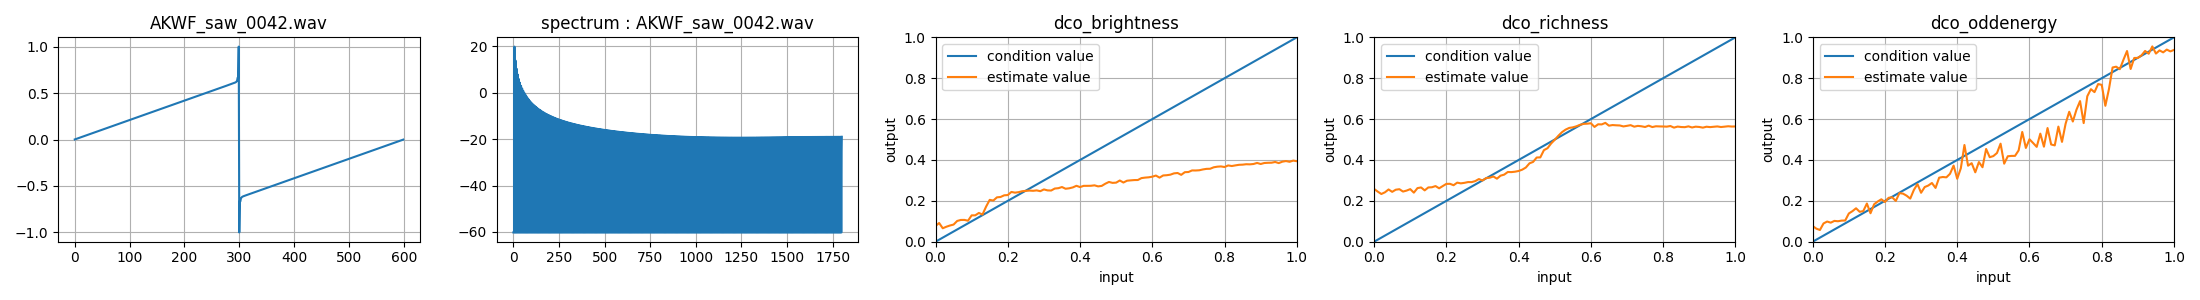 AKWF_saw_0042.wav
1.0
0.5
0.0
−0.5
−1.0
0 100 200 300 400 500 600
spectrum : AKWF_saw_0042.wav
20
0
−20
−40
−60
0 250 500 750 1000 1250 1500 1750
dco_brightness
condition value
estimate value
output
1.0
0.8
0.6
0.4
0.2
0.0
0.0 0.2 0.4 0.6 0.8 1.0
input
dco_richness
condition value
estimate value
output
1.0
0.8
0.6
0.4
0.2
0.0
0.0 0.2 0.4 0.6 0.8 1.0
input
dco_oddenergy
condition value
estimate value
output
1.0
0.8
0.6
0.4
0.2
0.0
0.0 0.2 0.4 0.6 0.8 1.0
input